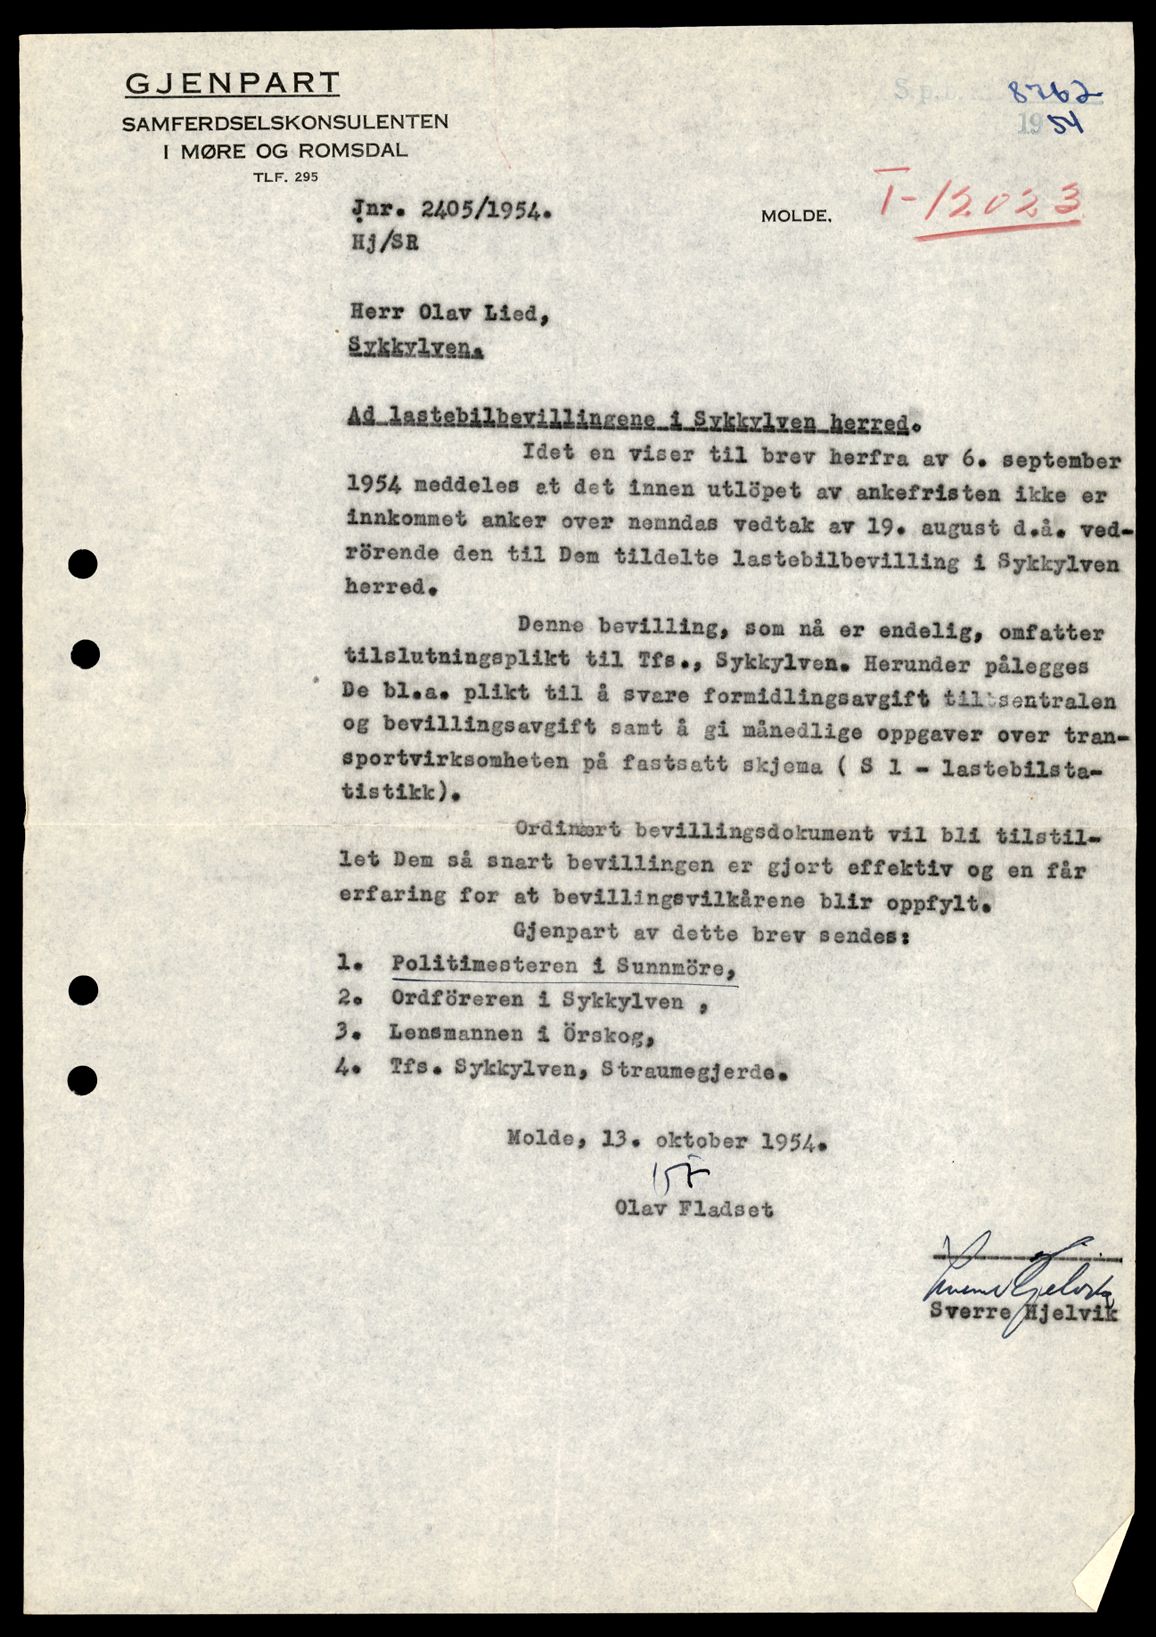 GJENPART
SAMFERDSELSKONSULENTEN
I MØRE OG ROMSDAL
TLF. 295
8762
1954
Jnr. 2405/1954.
MOLDE,
T-12023
Hj/SR
Herr Olav Lied,
Sykkylven.
Ad lastebilbevillingene i Sykkylven herred.
Idet en viser til brev herfra av 6. september
1954 meddeles at det innen utlöpet av ankefristen ikke er
innkommet anker over nemndas vedtak av 19. august d.å. ved-
rörende den til Dem tildelte lastebilbevilling i Sykkylven
herred.
Denne bevilling, som nå er endelig, omfatter
tilslutningsplikt til Tfs., Sykkylven. Herunder pålegges
De bl.a. plikt til å svare formidlingsavgift til sentralen
og bevillingsavgift samt å gi månedlige oppgaver over tran-
sportvirksomheten på fastsatt skjema ( S 1 - lastebilsta-
tistikk).
Ordinært bevillingsdokument vil bli tilstil-
let Dem så snart bevillingen er gjort effektiv og en får
erfaring for at bevillingsvilkårene blir oppfylt.
Gjenpart av dette brev sendes:
1. Politimesteren i Sunnmöre,
2. Ordföreren i Sykkylven ,
3. Lensmannen i Örskog,
4. Tfs. Sykkylven, Straumegjerde.
Molde, 13. oktober 1954.
Olav Fladset
Sverre Hjelvik
Sverre Hjelvik